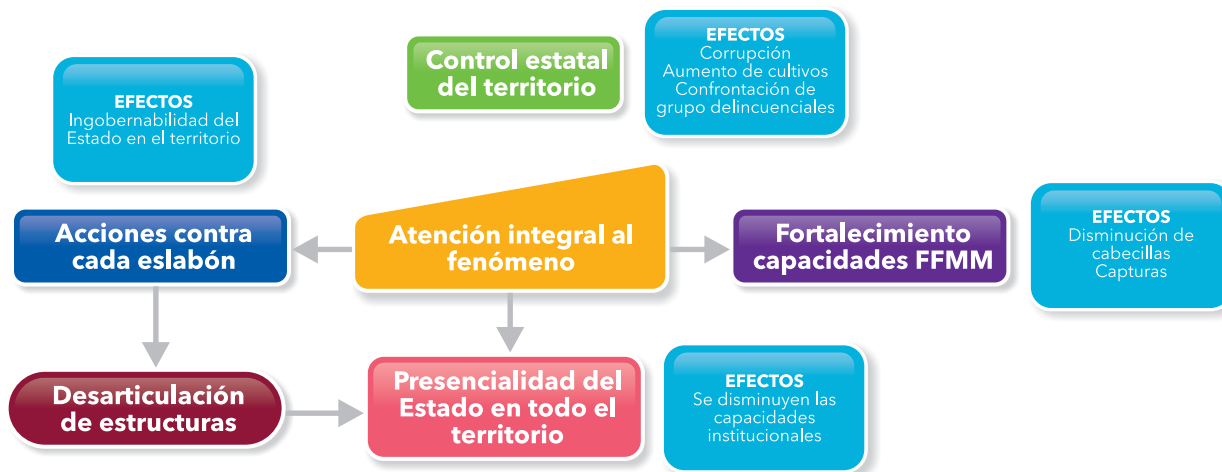 Control estatal
del territorio
EFECTOS
Corrupción
Aumento de cultivos
Confrontación de
grupo delincuenciales
EFECTOS
Ingobernabilidad del
Estado en el territorio
Acciones contra
cada eslabón
Atención integral al
fenómeno
Fortalecimiento
capacidades FFMM
EFECTOS
Disminución de
cabecillas
Capturas
Desarticulación
de estructuras
Presencialidad del
Estado en todo el
territorio
EFECTOS
Se disminuyen las
capacidades
institucionales